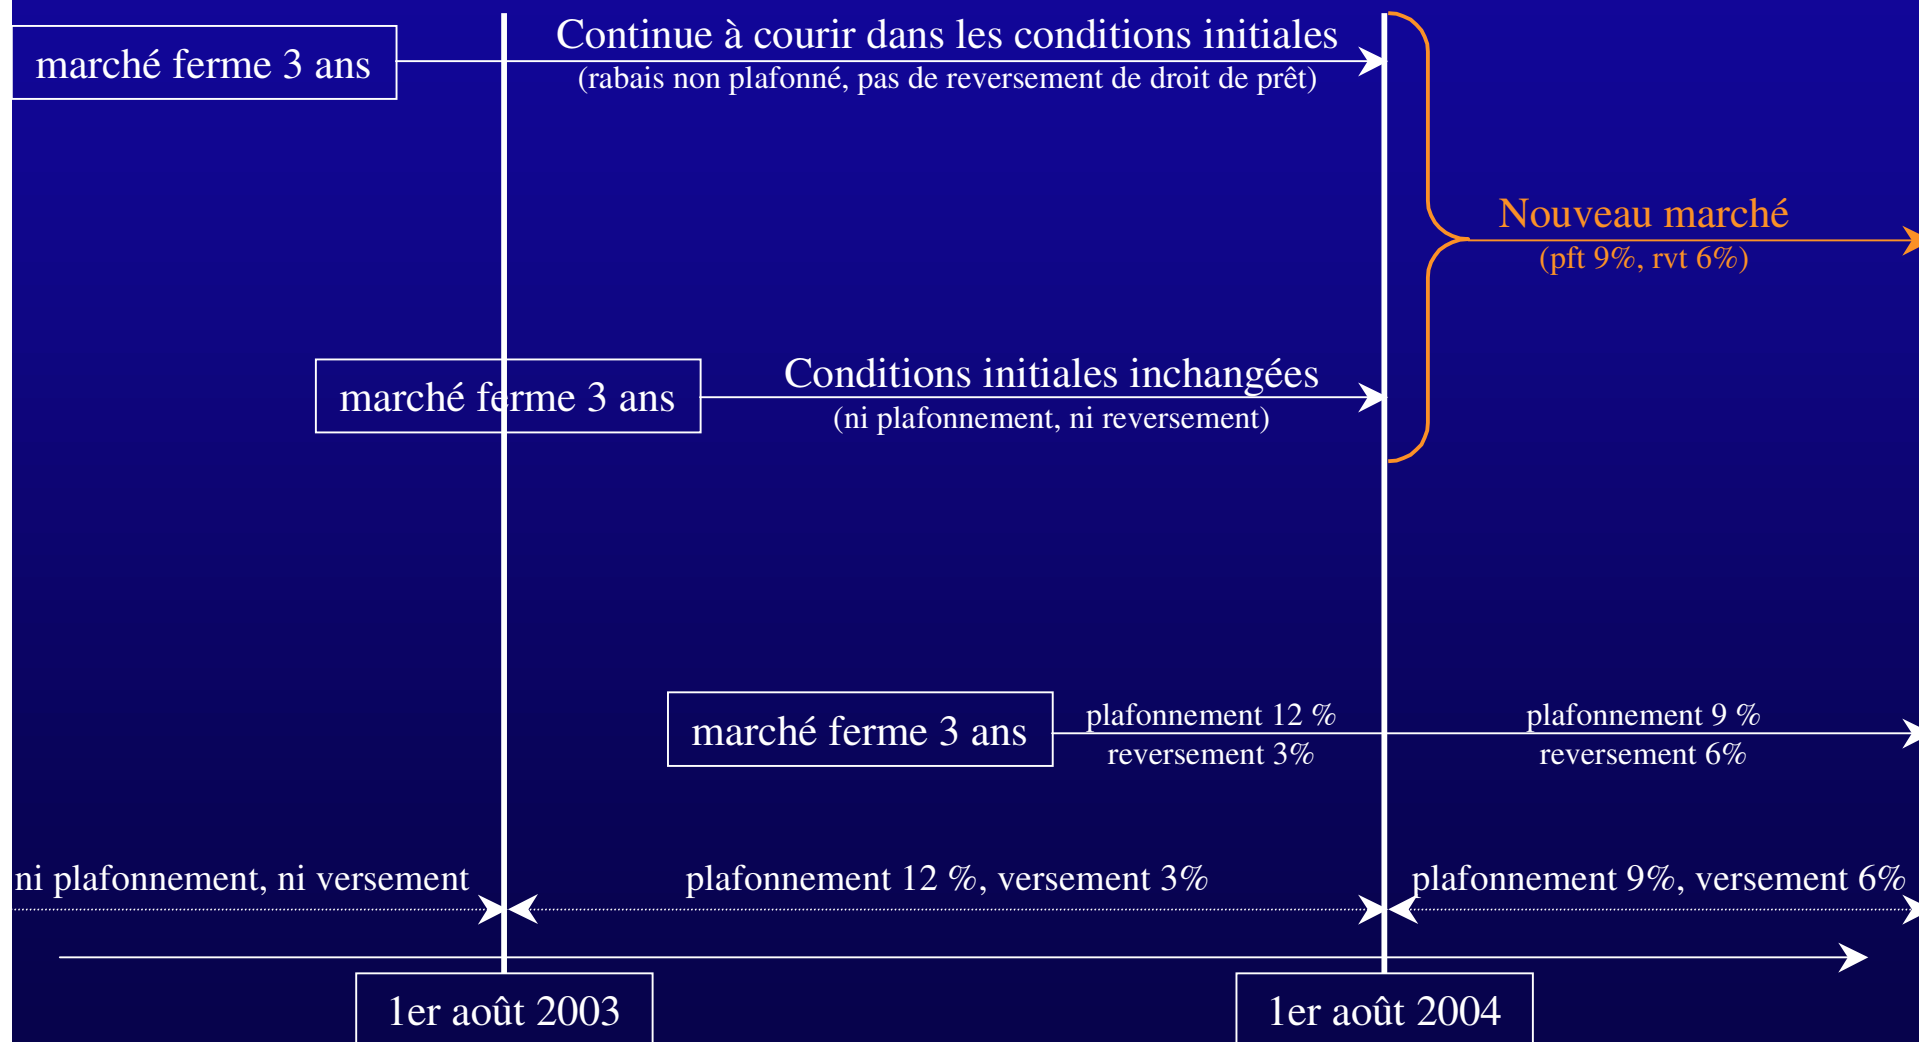 Continue à courir dans les conditions initiales
marché ferme 3 ans
(rabais non plafonné, pas de reversement de droit de prêt)
Nouveau marché
(pft 9%, rvt 6%)
Conditions initiales inchangées
marché ferme 3 ans
(ni plafonnement, ni reversement)
plafonnement 12 %
plafonnement 9 %
marché ferme 3 ans
reversement 3%
reversement 6%
ni plafonnement, ni versement
plafonnement 12 %, versement 3%
plafonnement 9%, versement 6%
1er août 2003
1er août 2004